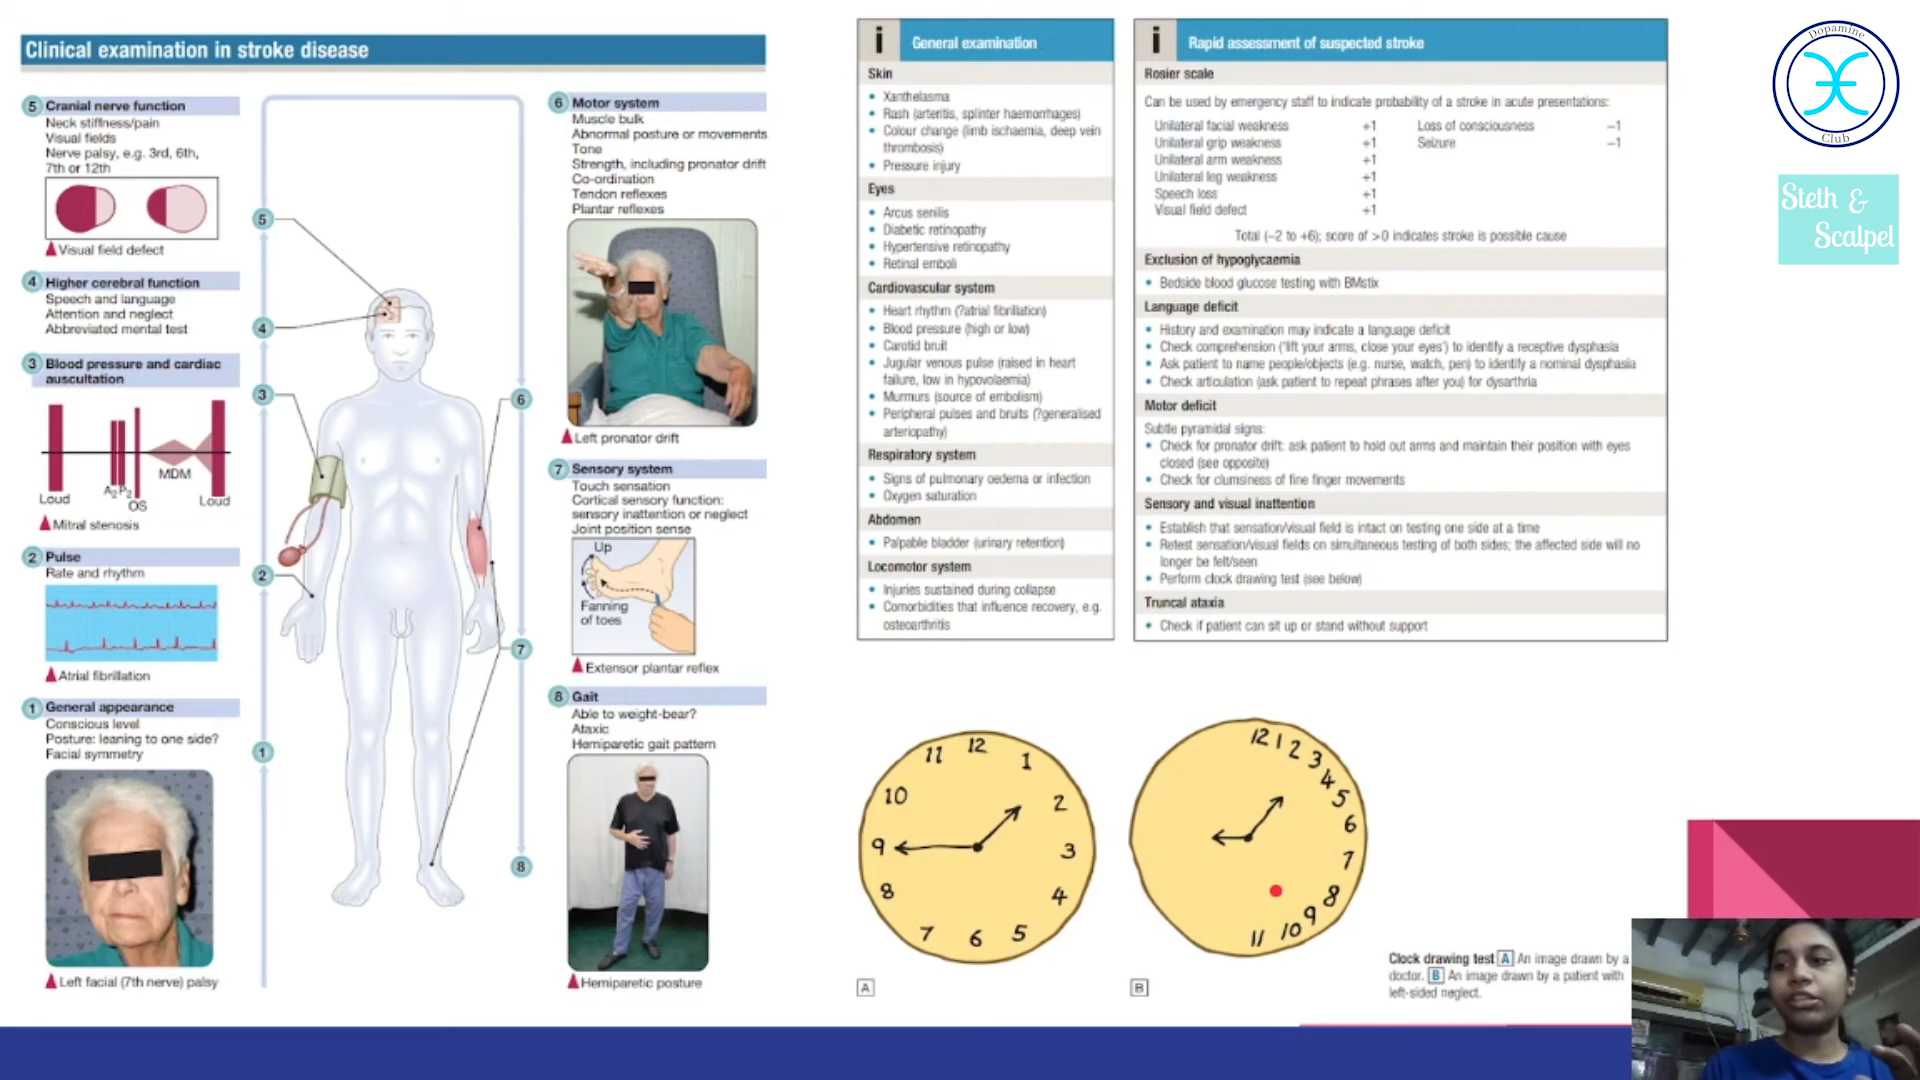 Clinical examination in stroke disease
5 Cranial nerve function
Neck stiffness/pain
Visual fields
Nerve palsy, e.g. 3rd, 6th,
7th or 12th
Visual field defect
4 Higher cerebral function
Speech and language
Attention and neglect
Abbreviated mental test
3 Blood pressure and cardiac
auscultation
MDM
Loud
A2 P2
OS
Loud
Mitral stenosis
2 Pulse
Rate and rhythm
Atrial fibrillation
1 General appearance
Conscious level
Posture: leaning to one side?
Facial symmetry
Left facial (7th nerve) palsy
5
4
3
2
1
6
7
8
6 Motor system
Muscle bulk
Abnormal posture or movements
Tone
Strength, including pronator drift
Co-ordination
Tendon reflexes
Plantar reflexes
Left pronator drift
7 Sensory system
Touch sensation
Cortical sensory function:
sensory inattention or neglect
Joint position sense
Up
Fanning
of toes
Extensor plantar reflex
8 Gait
Able to weight-bear?
Ataxic
Hemiparetic gait pattern
Hemiparetic posture
i General examination
Skin
• Xanthelasma
• Rash (arteritis, splinter haemorrhages)
• Colour change (limb ischaemia, deep vein
thrombosis)
• Pressure injury
Eyes
• Arcus senilis
• Diabetic retinopathy
• Hypertensive retinopathy
• Retinal emboli
Cardiovascular system
• Heart rhythm (?atrial fibrillation)
• Blood pressure (high or low)
• Carotid bruit
• Jugular venous pulse (raised in heart
failure, low in hypovolaemia)
• Murmurs (source of embolism)
• Peripheral pulses and bruits (?generalised
arteriopathy)
Respiratory system
• Signs of pulmonary oedema or infection
• Oxygen saturation
Abdomen
• Palpable bladder (urinary retention)
Locomotor system
• Injuries sustained during collapse
• Comorbidities that influence recovery, e.g.
osteoarthritis
i Rapid assessment of suspected stroke
Rosier scale
Can be used by emergency staff to indicate probability of a stroke in acute presentations:
Unilateral facial weakness +1 Loss of consciousness –1
Unilateral grip weakness +1 Seizure –1
Unilateral arm weakness +1
Unilateral leg weakness +1
Speech loss +1
Visual field defect +1
Total (–2 to +6); score of >0 indicates stroke is possible cause
Exclusion of hypoglycaemia
• Bedside blood glucose testing with BMstix
Language deficit
• History and examination may indicate a language deficit
• Check comprehension ('lift your arms, close your eyes') to identify a receptive dysphasia
• Ask patient to name people/objects (e.g. nurse, watch, pen) to identify a nominal dysphasia
• Check articulation (ask patient to repeat phrases after you) for dysarthria
Motor deficit
Subtle pyramidal signs:
• Check for pronator drift: ask patient to hold out arms and maintain their position with eyes
closed (see opposite)
• Check for clumsiness of fine finger movements
Sensory and visual inattention
• Establish that sensation/visual field is intact on testing one side at a time
• Retest sensation/visual fields on simultaneous testing of both sides; the affected side will no
longer be felt/seen
• Perform clock drawing test (see below)
Truncal ataxia
• Check if patient can sit up or stand without support
12 1 2 3 4 5 6 7 8 9 10 11
A
12 1 2 3 4 5 6 7 8 9 10 11
B
Clock drawing test A An image drawn by a
doctor. B An image drawn by a patient with
left-sided neglect.
Dopamine
Club
Steth &
Scalpel